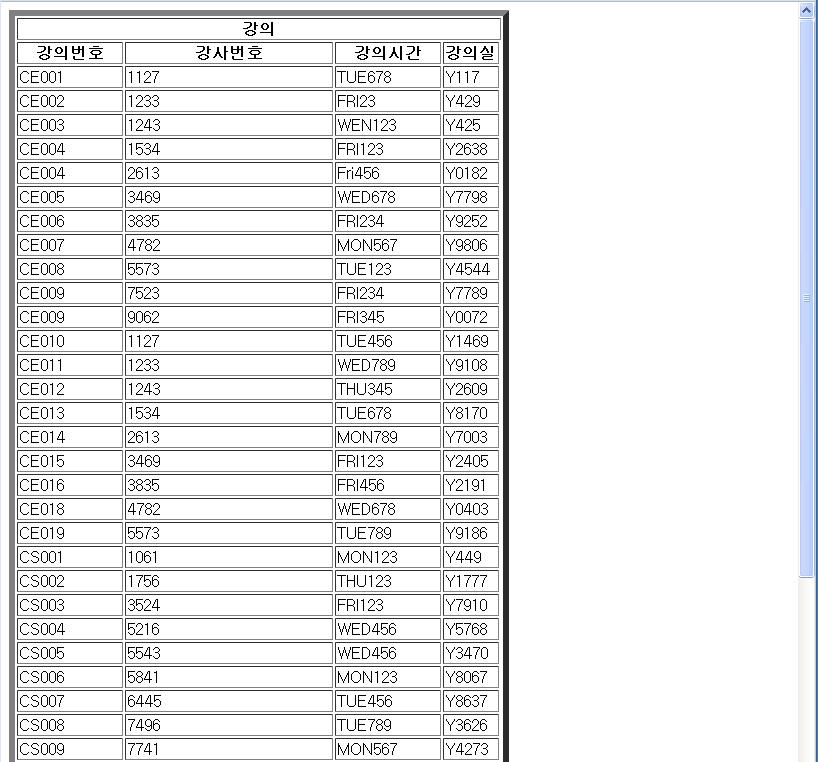 강의
강의번호 강사번호 강의시간 강의실
CE001 1127 TUE678 Y117
CE002 1233 FRI23 Y429
CE003 1243 WEN123 Y425
CE004 1534 FRI123 Y2638
CE004 2613 Fri456 Y0182
CE005 3469 WED678 Y7798
CE006 3835 FRI234 Y9252
CE007 4782 MON567 Y9806
CE008 5573 TUE123 Y4544
CE009 7523 FRI234 Y7789
CE009 9062 FRI345 Y0072
CE010 1127 TUE456 Y1469
CE011 1233 WED789 Y9108
CE012 1243 THU345 Y2609
CE013 1534 TUE678 Y8170
CE014 2613 MON789 Y7003
CE015 3469 FRI123 Y2405
CE016 3835 FRI456 Y2191
CE018 4782 WED678 Y0403
CE019 5573 TUE789 Y9186
CS001 1061 MON123 Y449
CS002 1756 THU123 Y1777
CS003 3524 FRI123 Y7910
CS004 5216 WED456 Y5768
CS005 5543 WED456 Y3470
CS006 5841 MON123 Y8067
CS007 6445 TUE456 Y8637
CS008 7496 TUE789 Y3626
CS009 7741 MON567 Y4273